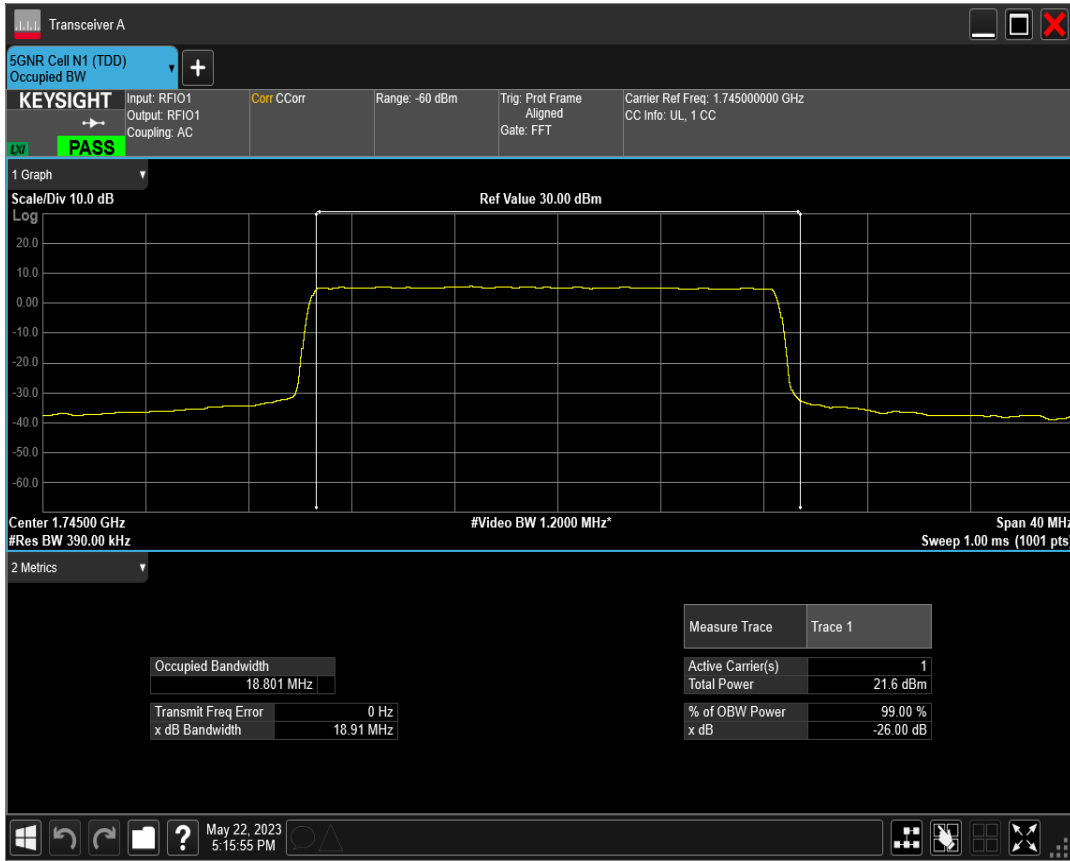 Transceiver A
5GNR Cell N1 (TDD)
Occupied BW
+
KEYSIGHT
LXI
PASS
Input: RFIO1
Output: RFIO1
Coupling: AC
Corr CCorr
Range: -60 dBm
Trig: Prot Frame
Aligned
Gate: FFT
Carrier Ref Freq: 1.745000000 GHz
CC Info: UL, 1 CC
1 Graph
Scale/Div 10.0 dB
Ref Value 30.00 dBm
Log
20.0
10.0
0.00
-10.0
-20.0
-30.0
-40.0
-50.0
-60.0
Center 1.74500 GHz
#Video BW 1.2000 MHz*
Span 40 MHz
#Res BW 390.00 kHz
Sweep 1.00 ms (1001 pts)
2 Metrics
Measure Trace Trace 1
Occupied Bandwidth
18.801 MHz
Active Carrier(s) 1
Total Power 21.6 dBm
Transmit Freq Error 0 Hz
x dB Bandwidth 18.91 MHz
% of OBW Power 99.00 %
x dB -26.00 dB
?
May 22, 2023
5:15:55 PM